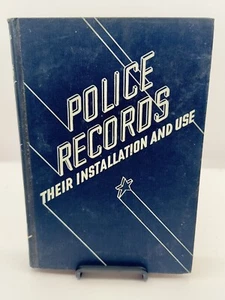 POLICE
RECORDS
THEIR INSTALLATION AND USE